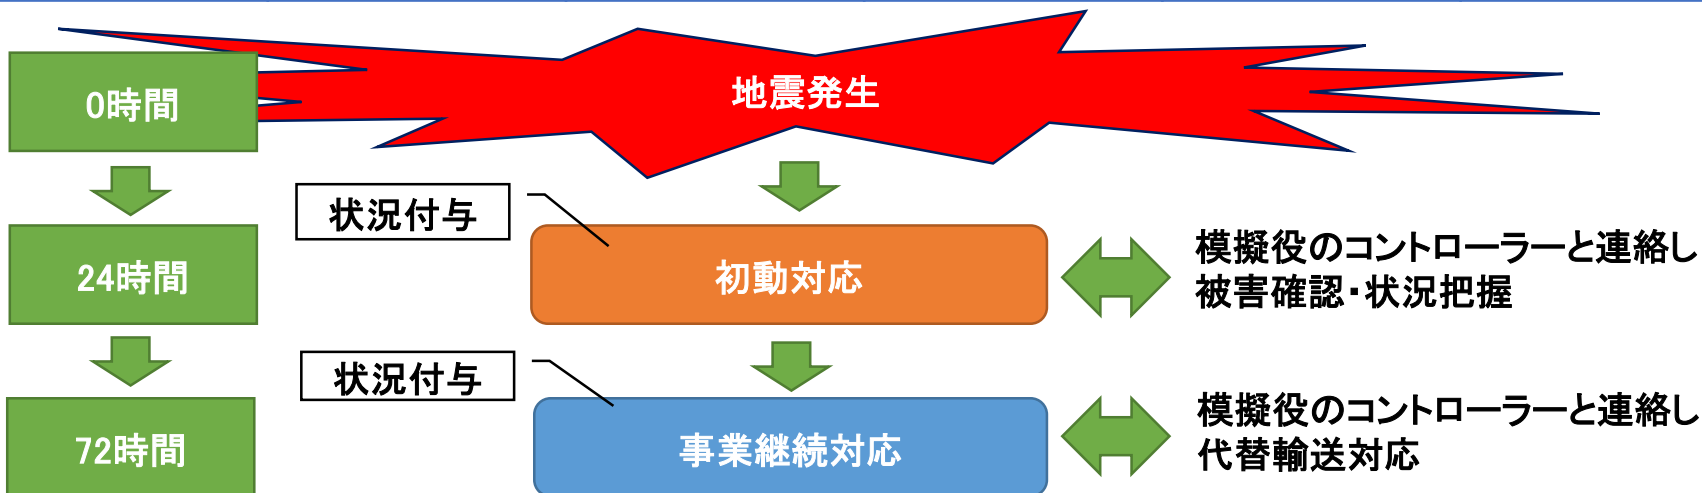 地震発生
0時間
状況付与
24時間
初動対応
模擬役のコントローラーと連絡し
被害確認・状況把握
状況付与
72時間
事業継続対応
模擬役のコントローラーと連絡し
代替輸送対応